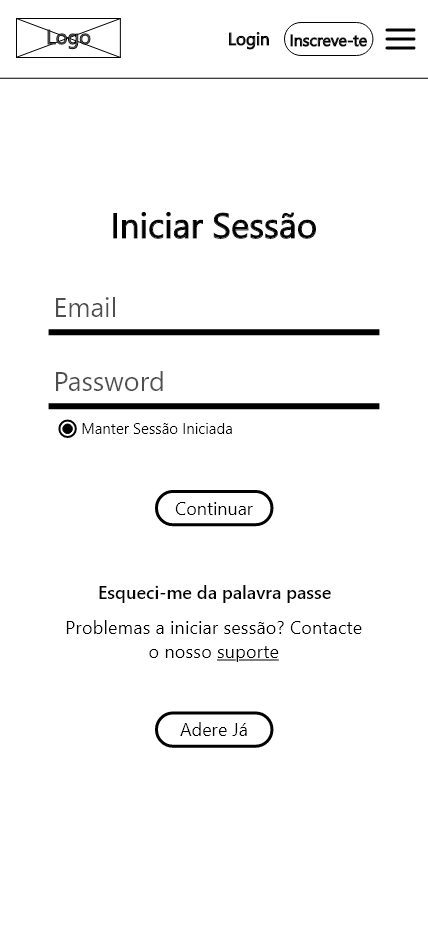 Logo
Login
Inscreve-te
Iniciar Sessão
Email
Password
Manter Sessão Iniciada
Continuar
Esqueci-me da palavra passe
Problemas a iniciar sessão? Contacte
o nosso suporte
Adere Já